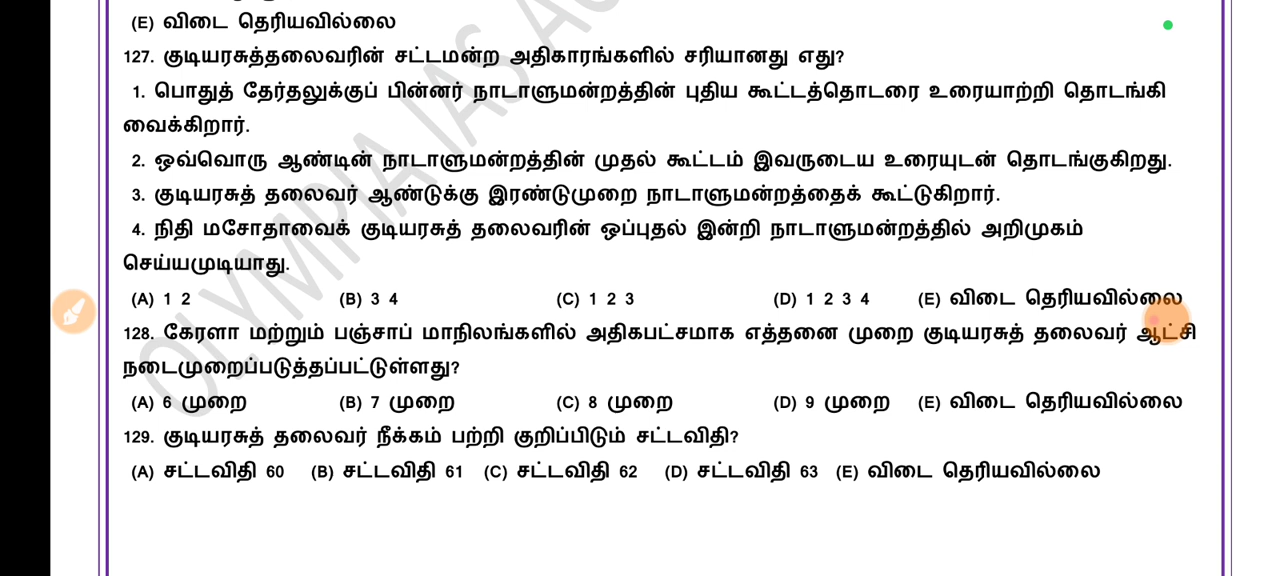 (E) விடை தெரியவில்லை
127. குடியரசுத்தலைவரின் சட்டமன்ற அதிகாரங்களில் சரியானது எது?
1. பொதுத் தேர்தலுக்குப் பின்னர் நாடாளுமன்றத்தின் புதிய கூட்டத்தொடரை உரையாற்றி தொடங்கி
வைக்கிறார்.
2. ஒவ்வொரு ஆண்டின் நாடாளுமன்றத்தின் முதல் கூட்டம் இவருடைய உரையுடன் தொடங்குகிறது.
3. குடியரசுத் தலைவர் ஆண்டுக்கு இரண்டுமுறை நாடாளுமன்றத்தைக் கூட்டுகிறார்.
4. நிதி மசோதாவைக் குடியரசுத் தலைவரின் ஒப்புதல் இன்றி நாடாளுமன்றத்தில் அறிமுகம்
செய்யமுடியாது.
(A) 1 2 (B) 3 4 (C) 1 2 3 (D) 1 2 3 4 (E) விடை தெரியவில்லை
128. கேரளா மற்றும் பஞ்சாப் மாநிலங்களில் அதிகபட்சமாக எத்தனை முறை குடியரசுத் தலைவர் ஆட்சி
நடைமுறைப்படுத்தப்பட்டுள்ளது?
(A) 6 முறை (B) 7 முறை (C) 8 முறை (D) 9 முறை (E) விடை தெரியவில்லை
129. குடியரசுத் தலைவர் நீக்கம் பற்றி குறிப்பிடும் சட்டவிதி?
(A) சட்டவிதி 60 (B) சட்டவிதி 61 (C) சட்டவிதி 62 (D) சட்டவிதி 63 (E) விடை தெரியவில்லை
OLYMPIA IAS